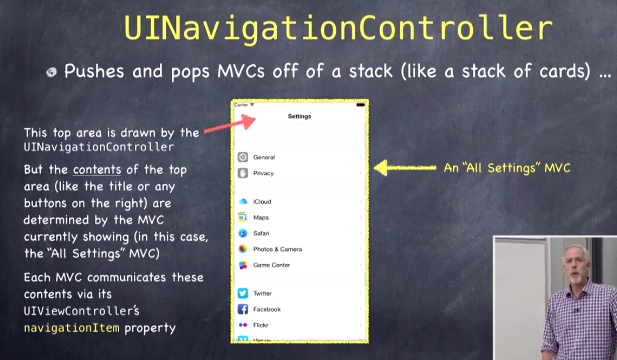 UINavigationController
Pushes and pops MVCs off of a stack (like a stack of cards) ...
This top area is drawn by the
UINavigationController
But the contents of the top
area (like the title or any
buttons on the right) are
determined by the MVC
currently showing (in this case,
the “All Settings” MVC)
Each MVC communicates these
contents via its
UIViewController’s
navigationItem property
Carrier
Settings
General
Privacy
iCloud
Maps
Safari
Photos & Camera
Game Center
Twitter
Facebook
Flickr
Vimeo
An “All Settings” MVC